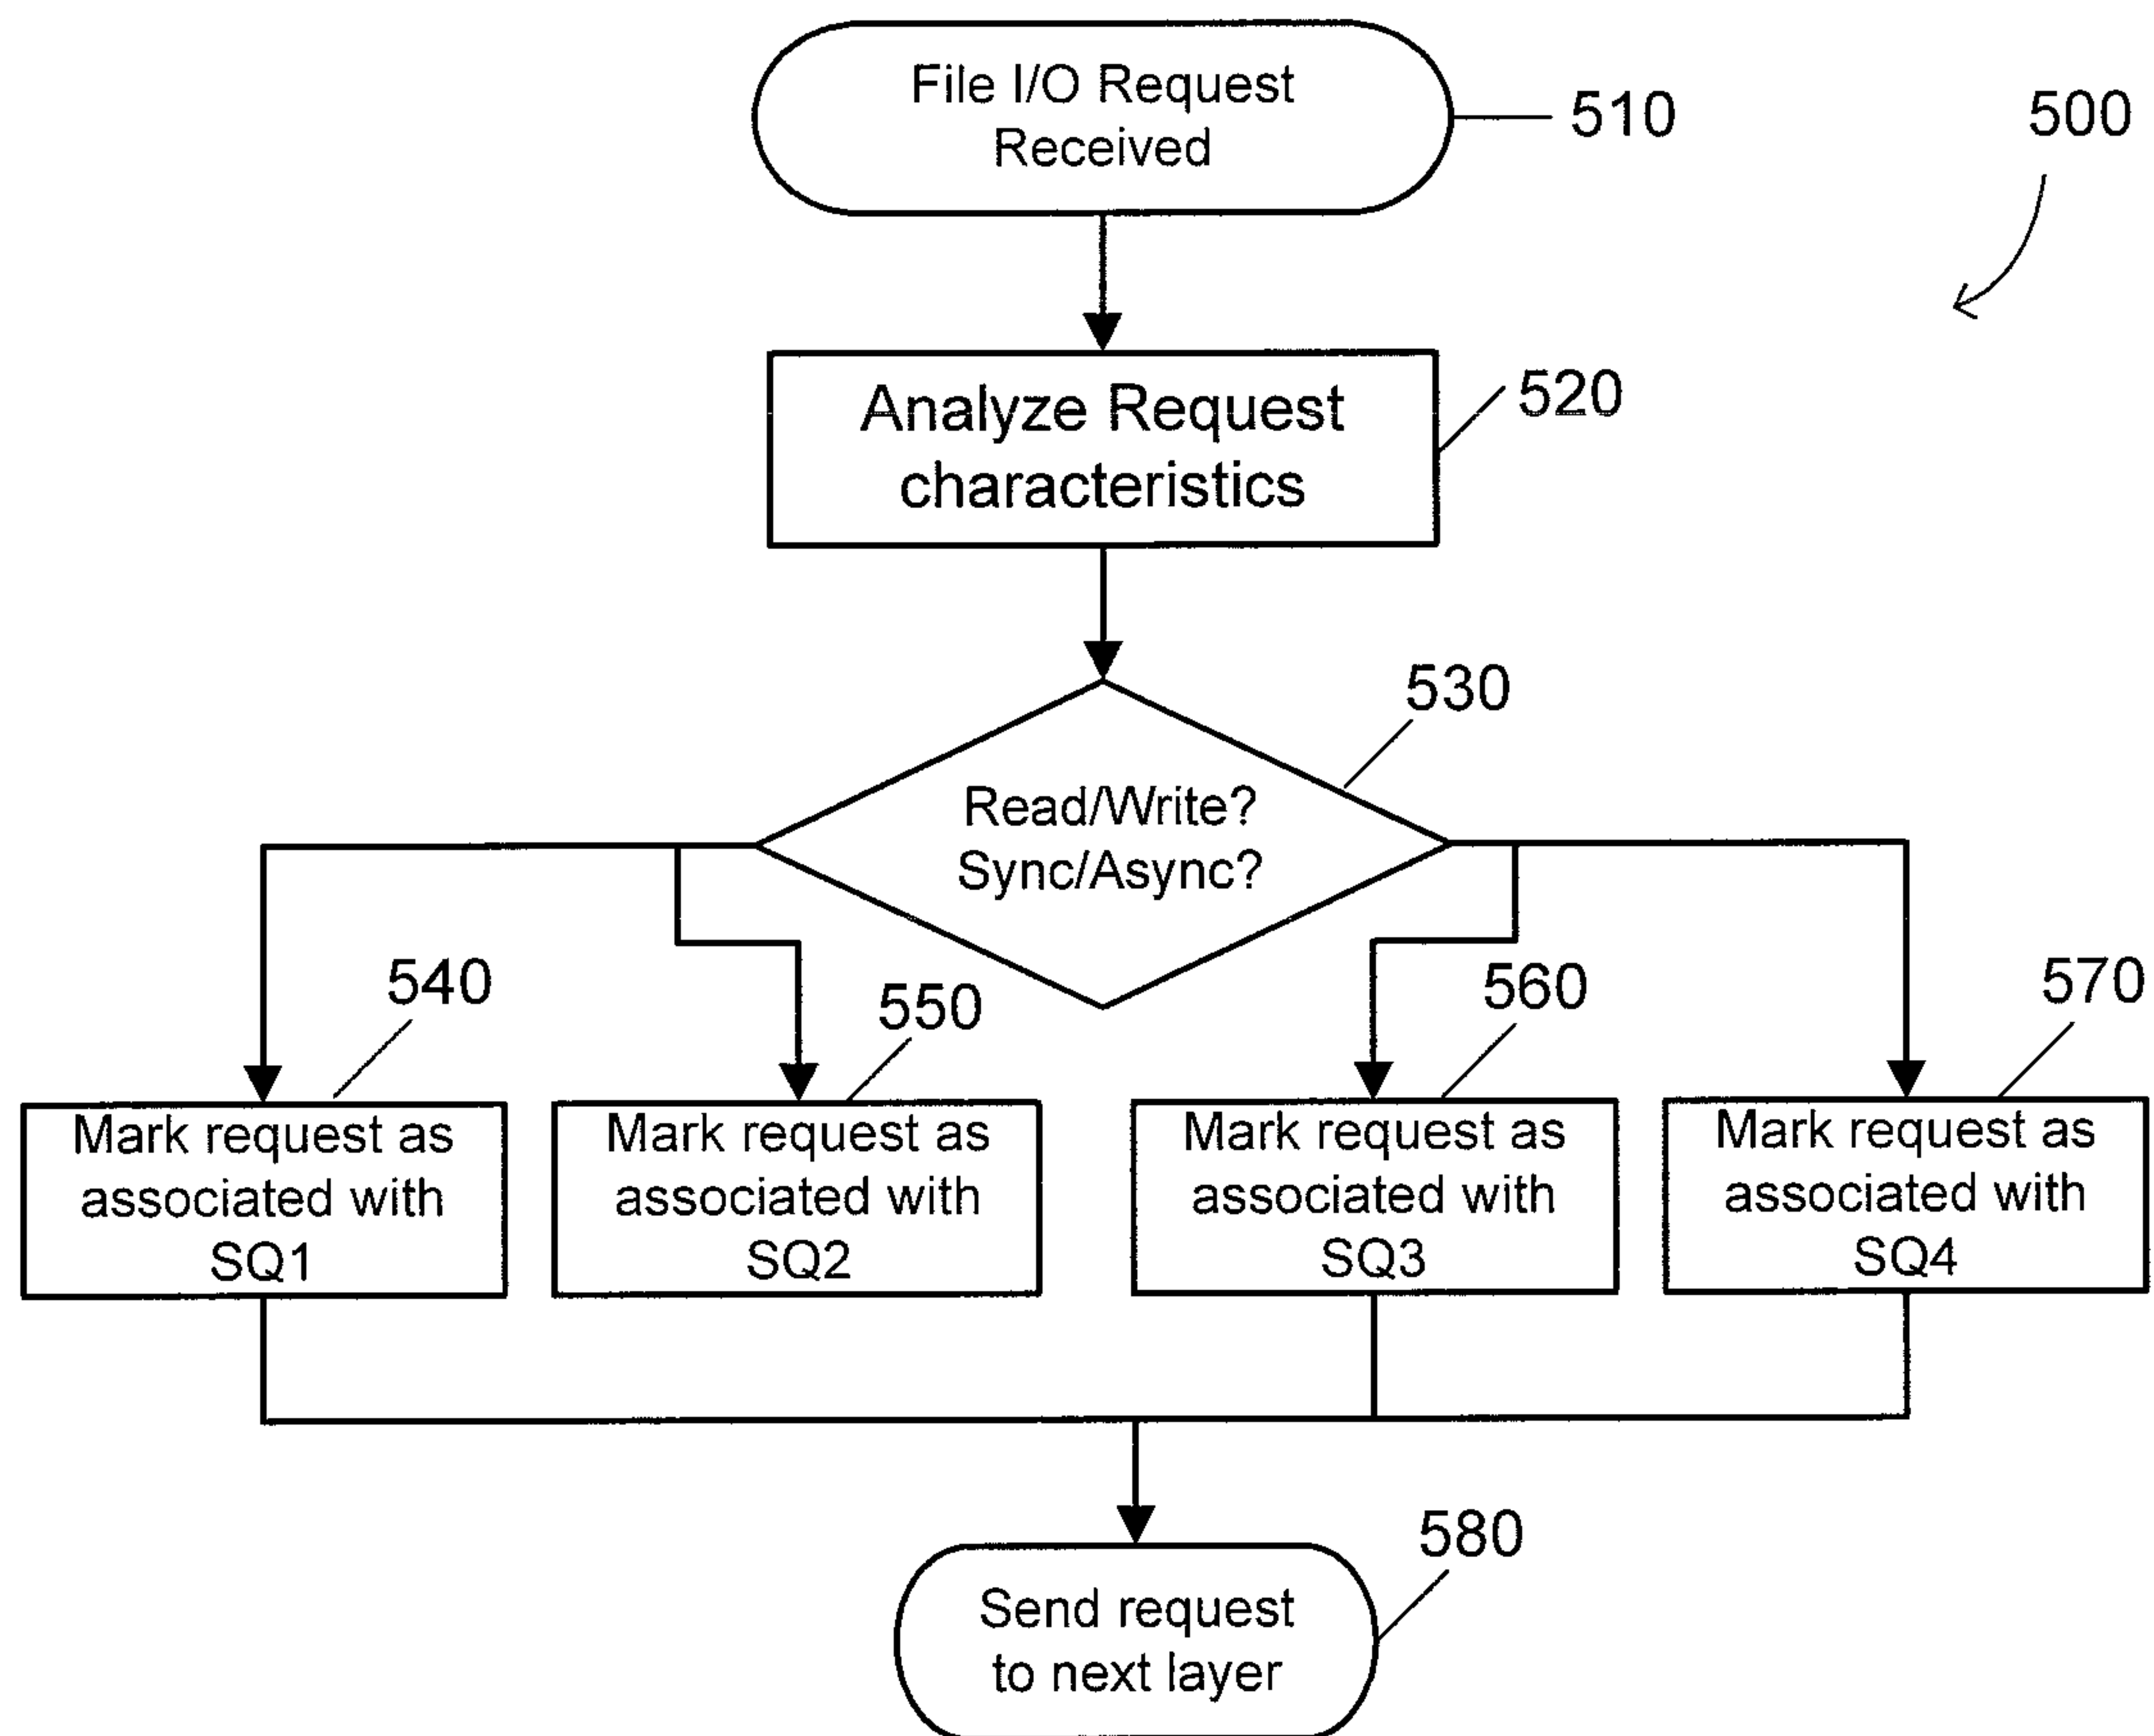 File I/O Request
Received
510
500
Analyze Request
characteristics
520
530
Read/Write?
Sync/Async?
540
550
560
570
Mark request as
associated with
SQ1
Mark request as
associated with
SQ2
Mark request as
associated with
SQ3
Mark request as
associated with
SQ4
580
Send request
to next layer